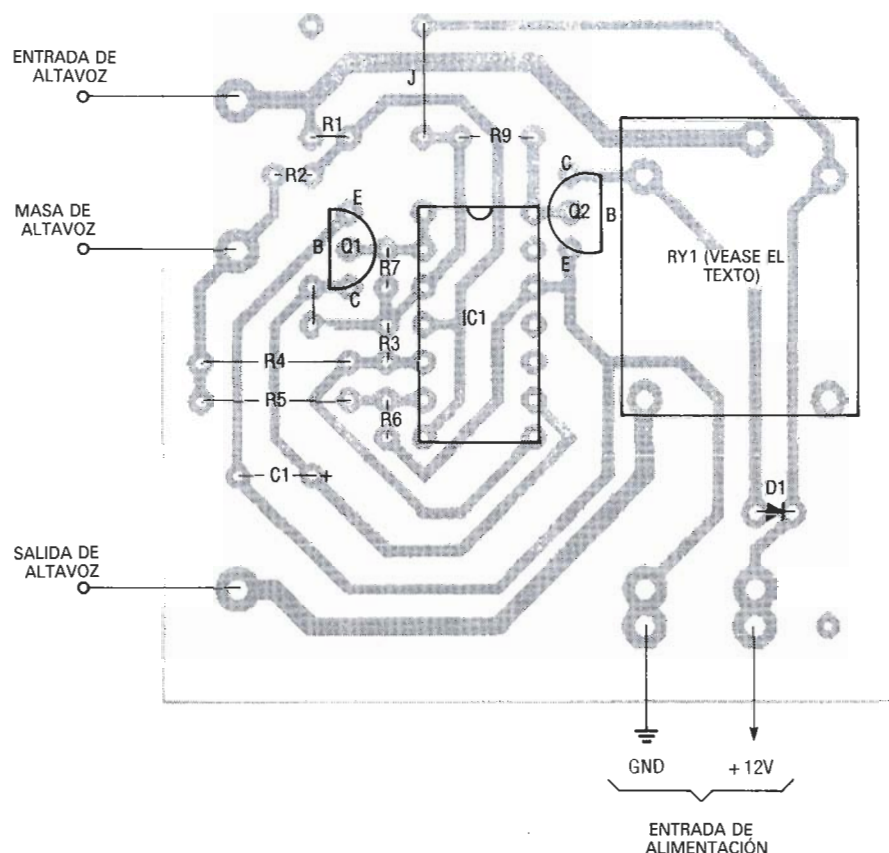 ENTRADA DE
ALTAVOZ
J
R1
R9
R2
C
E
Q2
B
MASA DE
ALTAVOZ
B
Q1
E
R7
C
IC1
RY1 (VEASE EL
TEXTO)
R3
R4
R5
R6
C1
+
D1
SALIDA DE
ALTAVOZ
GND
+ 12V
ENTRADA DE
ALIMENTACIÓN